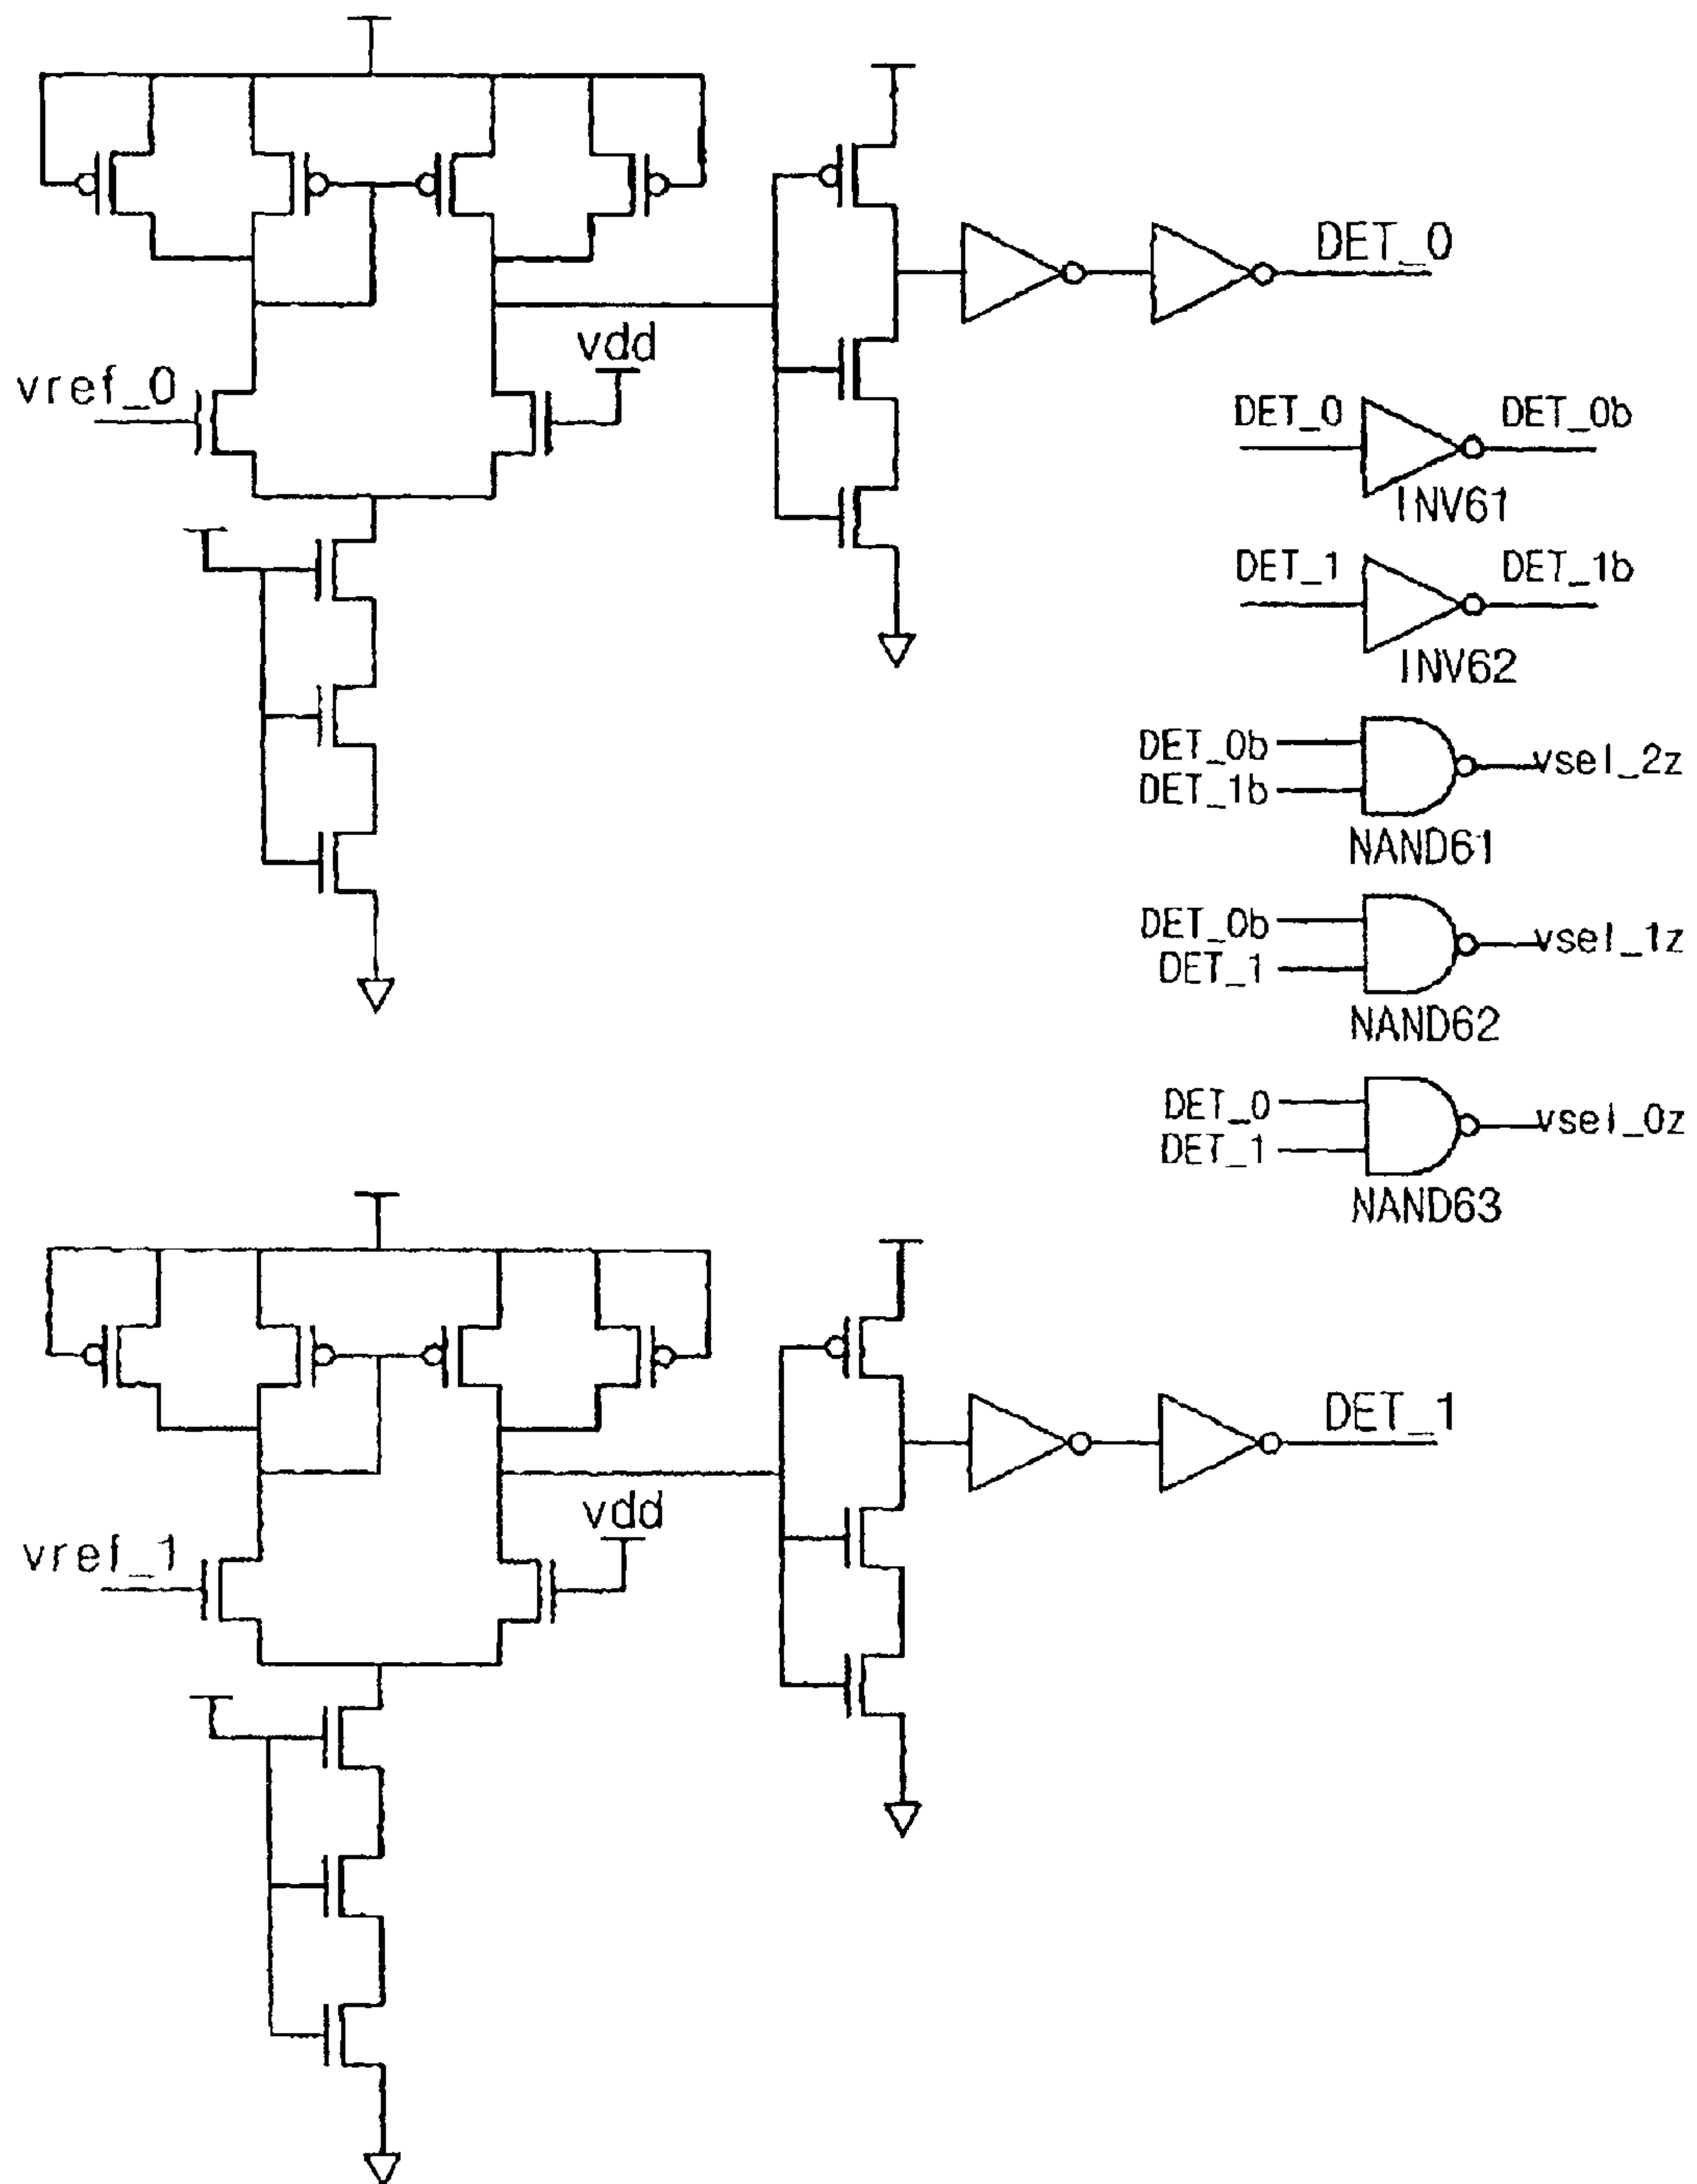 DET_0
vdd
vref_0
DET_0
DET_0b
INV61
DET_1
DET_1b
INV62
DET_0b
DET_1b
vsel_2z
NAND61
DET_0b
DET_1
vsel_1z
NAND62
DET_0
DET_1
vsel_0z
NAND63
DET_1
vdd
vref_1